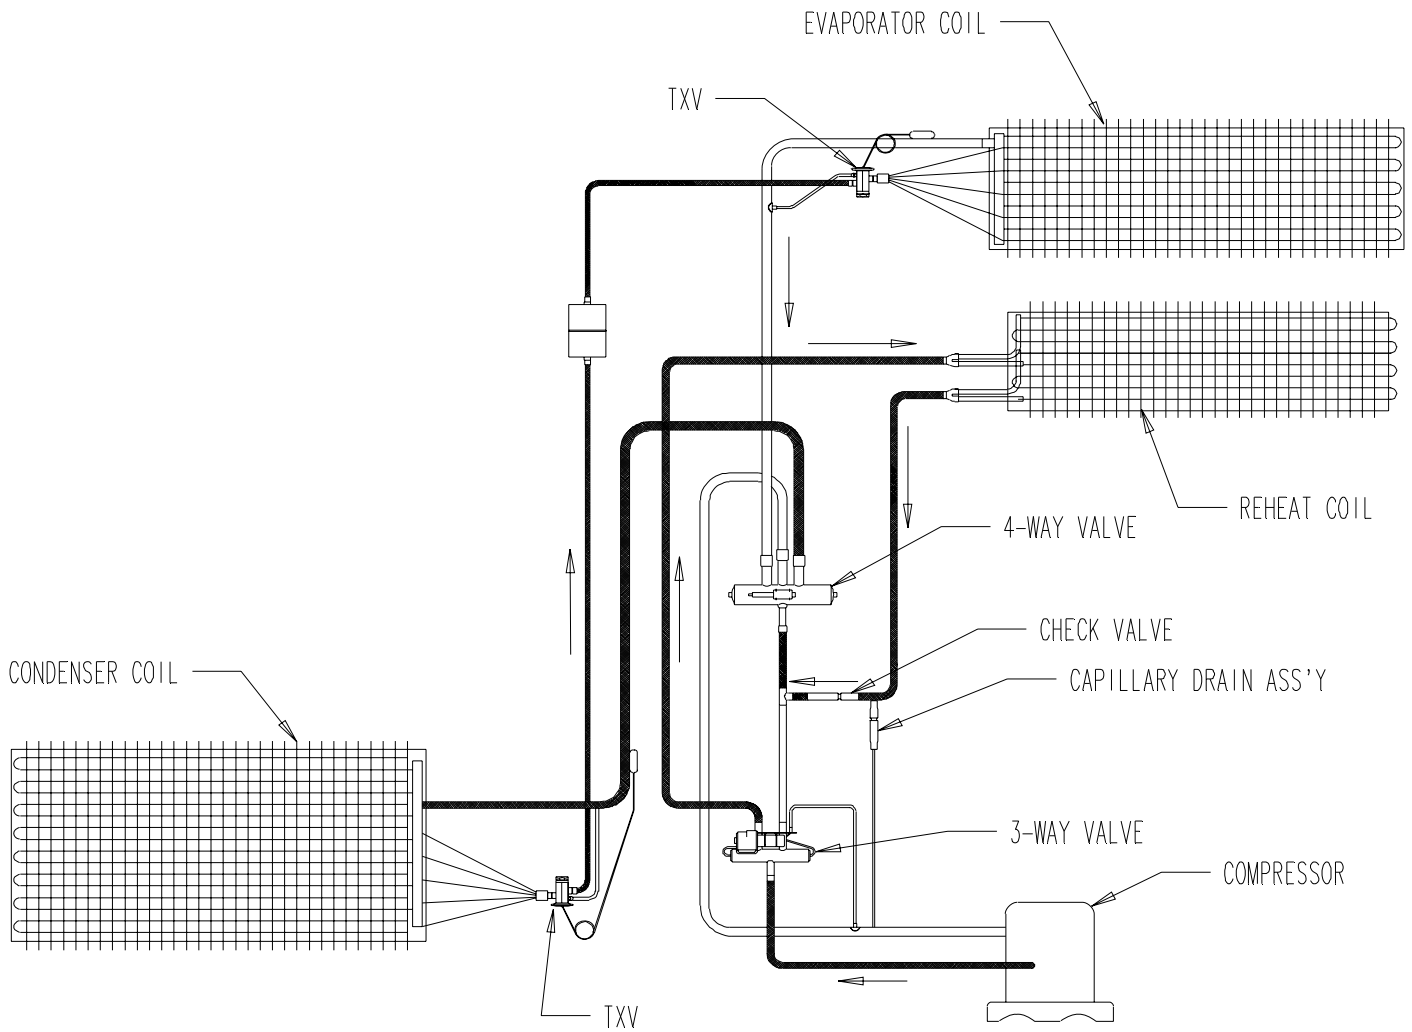 EVAPORATOR COIL
TXV
REHEAT COIL
4-WAY VALVE
CHECK VALVE
CONDENSER COIL
CAPILLARY DRAIN ASS'Y
3-WAY VALVE
COMPRESSOR
TXV